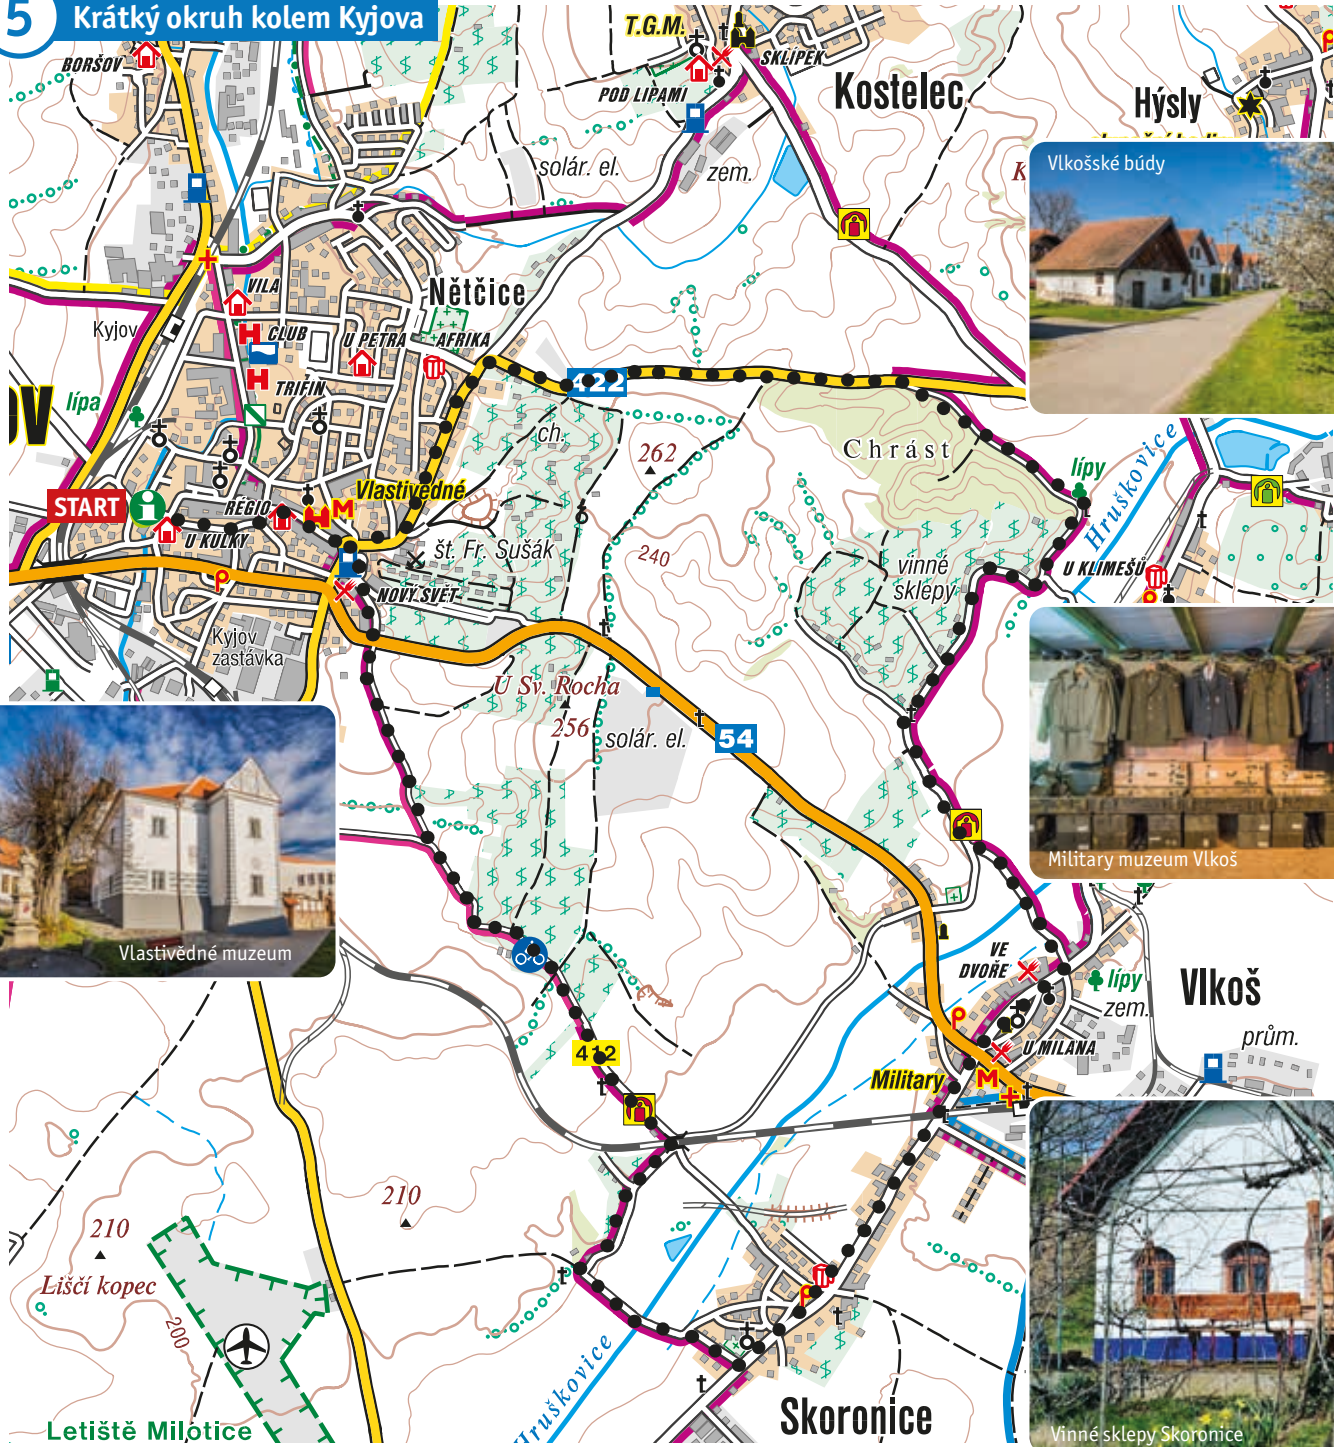 5
Krátký okruh kolem Kyjova
T.G.M.
BORŠOV
SKLÍPEK
Kostelec
POD LIPAMI
Hýsly
Vlkošské búdy
solár. el.
zem.
K
VILA
Nětčice
Kyjov
CLUB
U PETRA
AFRIKA
TRIFIN
422
lípa
OV
ch.
262
Chrást
lípy
Hruškovice
Vlastivědné
START
RÉGIO
U KULKY
št. Fr. Sušák
240
vinné
sklepy
U KLIMEŠŮ
NOVÝ SVĚT
Kyjov
zastávka
U Sv. Rocha
256
solár. el.
54
Military muzeum Vlkoš
Vlastivědné muzeum
VE
DVOŘE
lípy
zem.
Vlkoš
prům.
412
U MILANA
Military
210
210
Liščí kopec
200
Hruškovice
Skoronice
Letiště Milotice
Vinné sklepy Skoronice